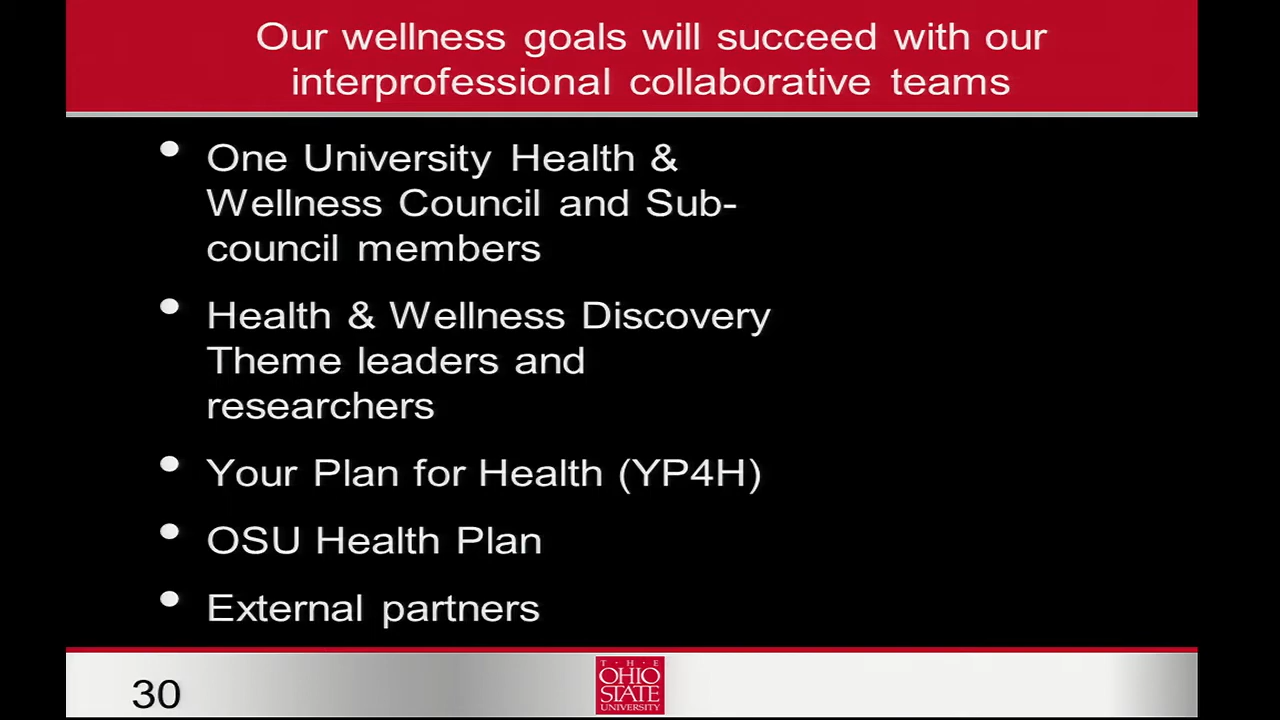 Our wellness goals will succeed with our
interprofessional collaborative teams
• One University Health &
Wellness Council and Sub-
council members
• Health & Wellness Discovery
Theme leaders and
researchers
• Your Plan for Health (YP4H)
• OSU Health Plan
• External partners
30
T · H · E
OHIO
STATE
UNIVERSITY